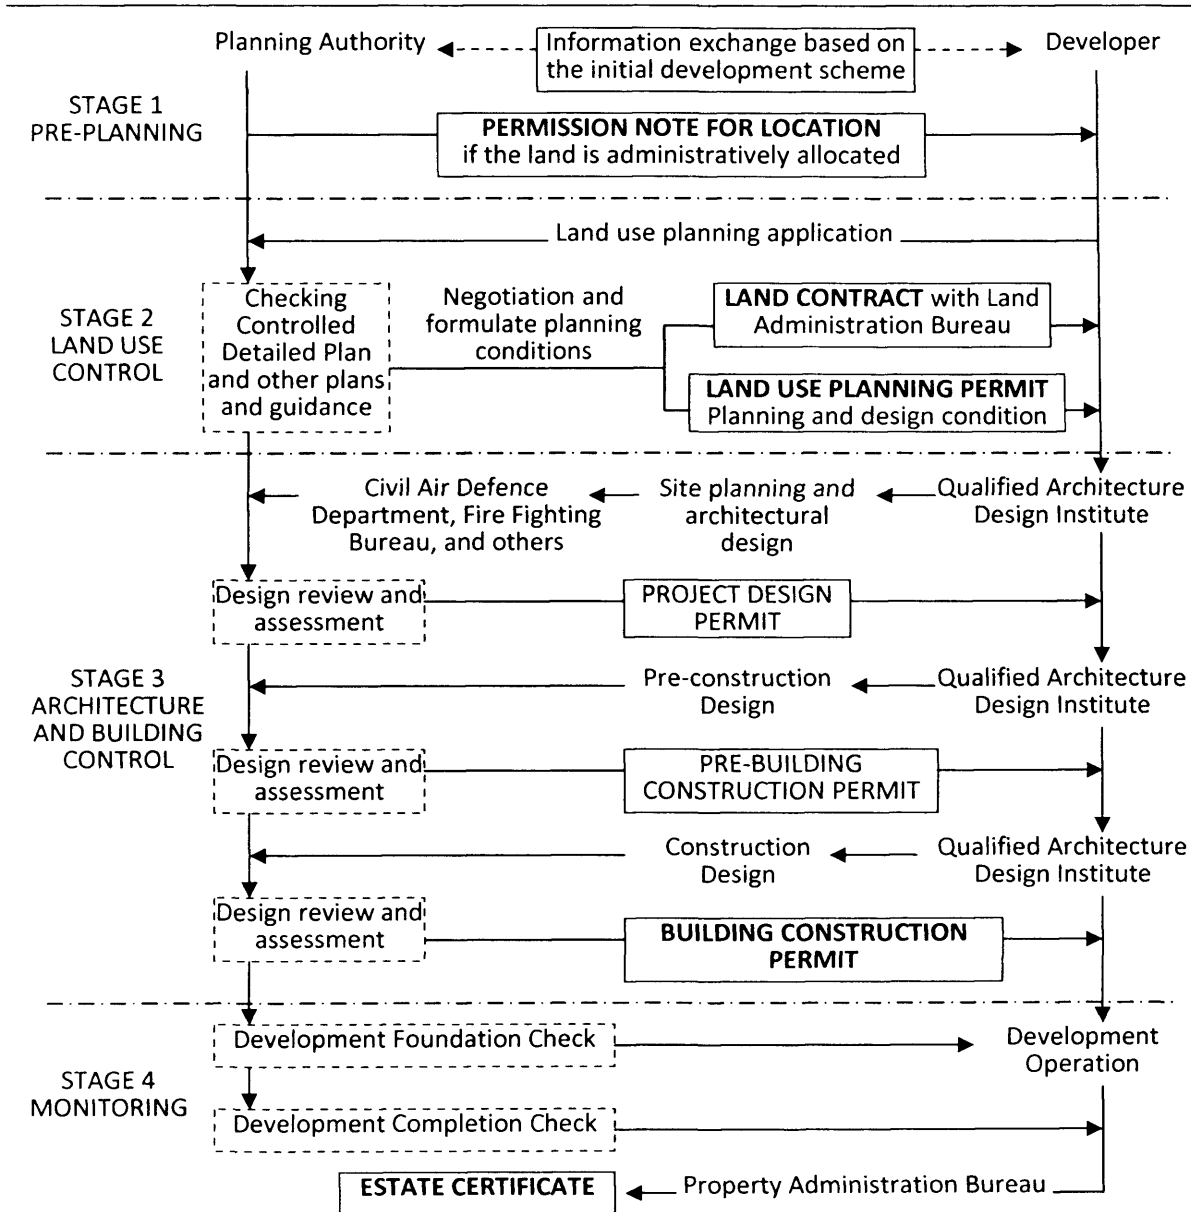 Planning Authority
Information exchange based on
the initial development scheme
Developer
STAGE 1
PRE-PLANNING
PERMISSION NOTE FOR LOCATION
if the land is administratively allocated
Land use planning application
STAGE 2
LAND USE
CONTROL
Checking
Controlled
Detailed Plan
and other plans
and guidance
Negotiation and
formulate planning
conditions
LAND CONTRACT with Land
Administration Bureau
LAND USE PLANNING PERMIT
Planning and design condition
Civil Air Defence
Department, Fire Fighting
Bureau, and others
Site planning and
architectural
design
Qualified Architecture
Design Institute
Design review and
assessment
PROJECT DESIGN
PERMIT
STAGE 3
ARCHITECTURE
AND BUILDING
CONTROL
Pre-construction
Design
Qualified Architecture
Design Institute
Design review and
assessment
PRE-BUILDING
CONSTRUCTION PERMIT
Construction
Design
Qualified Architecture
Design Institute
Design review and
assessment
BUILDING CONSTRUCTION
PERMIT
STAGE 4
MONITORING
Development Foundation Check
Development
Operation
Development Completion Check
ESTATE CERTIFICATE
Property Administration Bureau